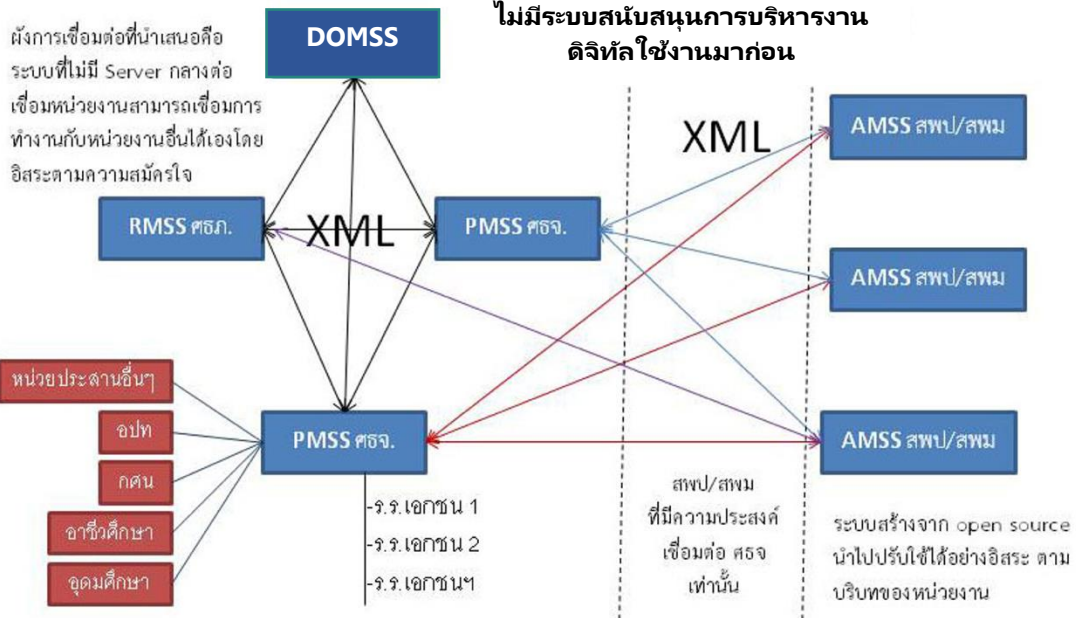 ไม่มีระบบสนับสนุนการบริหารงาน
ดิจิทัลใช้งานมาก่อน
ผังการเชื่อมต่อที่นำเสนอคือ
ระบบที่ไม่มี Server กลางต่อ
เชื่อมหน่วยงานสามารถเชื่อมการ
ทำงานกับหน่วยงานอื่นได้เองโดย
อิสระตามความสมัครใจ
DOMSS
XML
AMSS สพป/สพม
RMSS ศธภ.
XML
PMSS ศธจ.
AMSS สพป/สพม
หน่วยประสานอื่นๆ
อปท
กศน
อาชีวศึกษา
อุดมศึกษา
PMSS ศธจ.
-ร.ร.เอกชน 1
-ร.ร.เอกชน 2
-ร.ร.เอกชนฯ
AMSS สพป/สพม
สพป/สพม
ที่มีความประสงค์
เชื่อมต่อ ศธจ
เท่านั้น
ระบบสร้างจาก open source
นำไปปรับใช้ได้อย่างอิสระ ตาม
บริบทของหน่วยงาน